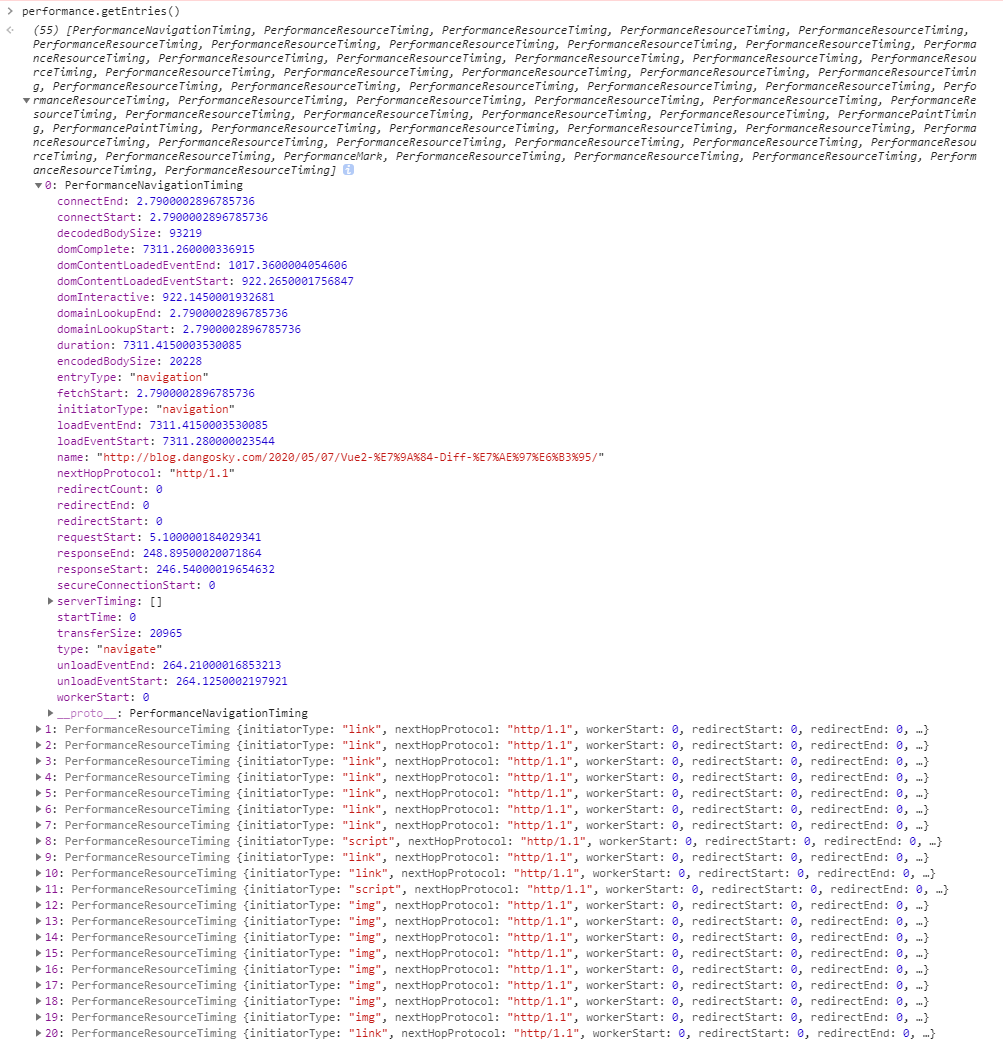 > performance.getEntries()
(55) [PerformanceNavigationTiming, PerformanceResourceTiming, PerformanceResourceTiming, PerformanceResourceTiming, PerformanceResourceTiming,
PerformanceResourceTiming, PerformanceResourceTiming, PerformanceResourceTiming, PerformanceResourceTiming, PerformanceResourceTiming, Performa
nceResourceTiming, PerformanceResourceTiming, PerformanceResourceTiming, PerformanceResourceTiming, PerformanceResourceTiming, PerformanceResou
rceTiming, PerformanceResourceTiming, PerformanceResourceTiming, PerformanceResourceTiming, PerformanceResourceTiming, PerformanceResourceTimin
g, PerformanceResourceTiming, PerformanceResourceTiming, PerformanceResourceTiming, PerformanceResourceTiming, PerformanceResourceTiming, Perfo
rmanceResourceTiming, PerformanceResourceTiming, PerformanceResourceTiming, PerformanceResourceTiming, PerformanceResourceTiming, PerformanceRe
sourceTiming, PerformanceResourceTiming, PerformanceResourceTiming, PerformanceResourceTiming, PerformanceResourceTiming, PerformancePaintTimin
g, PerformancePaintTiming, PerformanceResourceTiming, PerformanceResourceTiming, PerformanceResourceTiming, PerformanceResourceTiming, Performa
nceResourceTiming, PerformanceResourceTiming, PerformanceResourceTiming, PerformanceResourceTiming, PerformanceResourceTiming, PerformanceResou
rceTiming, PerformanceResourceTiming, PerformanceMark, PerformanceResourceTiming, PerformanceResourceTiming, PerformanceResourceTiming, Perform
anceResourceTiming, PerformanceResourceTiming]
0: PerformanceNavigationTiming
connectEnd: 2.7900002896785736
connectStart: 2.7900002896785736
decodedBodySize: 93219
domComplete: 7311.260000336915
domContentLoadedEventEnd: 1017.3600004054606
domContentLoadedEventStart: 922.2650001756847
domInteractive: 922.1450001932681
domainLookupEnd: 2.7900002896785736
domainLookupStart: 2.7900002896785736
duration: 7311.4150003530085
encodedBodySize: 20228
entryType: "navigation"
fetchStart: 2.7900002896785736
initiatorType: "navigation"
loadEventEnd: 7311.4150003530085
loadEventStart: 7311.280000023544
name: "http://blog.dangosky.com/2020/05/07/Vue2-%E7%9A%84-Diff-%E7%AE%97%E6%B3%95/"
nextHopProtocol: "http/1.1"
redirectCount: 0
redirectEnd: 0
redirectStart: 0
requestStart: 5.100000184029341
responseEnd: 248.89500020071864
responseStart: 246.54000019654632
secureConnectionStart: 0
serverTiming: []
startTime: 0
transferSize: 20965
type: "navigate"
unloadEventEnd: 264.21000016853213
unloadEventStart: 264.1250002197921
workerStart: 0
__proto__: PerformanceNavigationTiming
1: PerformanceResourceTiming {initiatorType: "link", nextHopProtocol: "http/1.1", workerStart: 0, redirectStart: 0, redirectEnd: 0, …}
2: PerformanceResourceTiming {initiatorType: "link", nextHopProtocol: "http/1.1", workerStart: 0, redirectStart: 0, redirectEnd: 0, …}
3: PerformanceResourceTiming {initiatorType: "link", nextHopProtocol: "http/1.1", workerStart: 0, redirectStart: 0, redirectEnd: 0, …}
4: PerformanceResourceTiming {initiatorType: "link", nextHopProtocol: "http/1.1", workerStart: 0, redirectStart: 0, redirectEnd: 0, …}
5: PerformanceResourceTiming {initiatorType: "link", nextHopProtocol: "http/1.1", workerStart: 0, redirectStart: 0, redirectEnd: 0, …}
6: PerformanceResourceTiming {initiatorType: "link", nextHopProtocol: "http/1.1", workerStart: 0, redirectStart: 0, redirectEnd: 0, …}
7: PerformanceResourceTiming {initiatorType: "link", nextHopProtocol: "http/1.1", workerStart: 0, redirectStart: 0, redirectEnd: 0, …}
8: PerformanceResourceTiming {initiatorType: "script", nextHopProtocol: "http/1.1", workerStart: 0, redirectStart: 0, redirectEnd: 0, …}
9: PerformanceResourceTiming {initiatorType: "link", nextHopProtocol: "http/1.1", workerStart: 0, redirectStart: 0, redirectEnd: 0, …}
10: PerformanceResourceTiming {initiatorType: "link", nextHopProtocol: "http/1.1", workerStart: 0, redirectStart: 0, redirectEnd: 0, …}
11: PerformanceResourceTiming {initiatorType: "script", nextHopProtocol: "http/1.1", workerStart: 0, redirectStart: 0, redirectEnd: 0, …}
12: PerformanceResourceTiming {initiatorType: "img", nextHopProtocol: "http/1.1", workerStart: 0, redirectStart: 0, redirectEnd: 0, …}
13: PerformanceResourceTiming {initiatorType: "img", nextHopProtocol: "http/1.1", workerStart: 0, redirectStart: 0, redirectEnd: 0, …}
14: PerformanceResourceTiming {initiatorType: "img", nextHopProtocol: "http/1.1", workerStart: 0, redirectStart: 0, redirectEnd: 0, …}
15: PerformanceResourceTiming {initiatorType: "img", nextHopProtocol: "http/1.1", workerStart: 0, redirectStart: 0, redirectEnd: 0, …}
16: PerformanceResourceTiming {initiatorType: "img", nextHopProtocol: "http/1.1", workerStart: 0, redirectStart: 0, redirectEnd: 0, …}
17: PerformanceResourceTiming {initiatorType: "img", nextHopProtocol: "http/1.1", workerStart: 0, redirectStart: 0, redirectEnd: 0, …}
18: PerformanceResourceTiming {initiatorType: "img", nextHopProtocol: "http/1.1", workerStart: 0, redirectStart: 0, redirectEnd: 0, …}
19: PerformanceResourceTiming {initiatorType: "img", nextHopProtocol: "http/1.1", workerStart: 0, redirectStart: 0, redirectEnd: 0, …}
20: PerformanceResourceTiming {initiatorType: "link", nextHopProtocol: "http/1.1", workerStart: 0, redirectStart: 0, redirectEnd: 0, …}